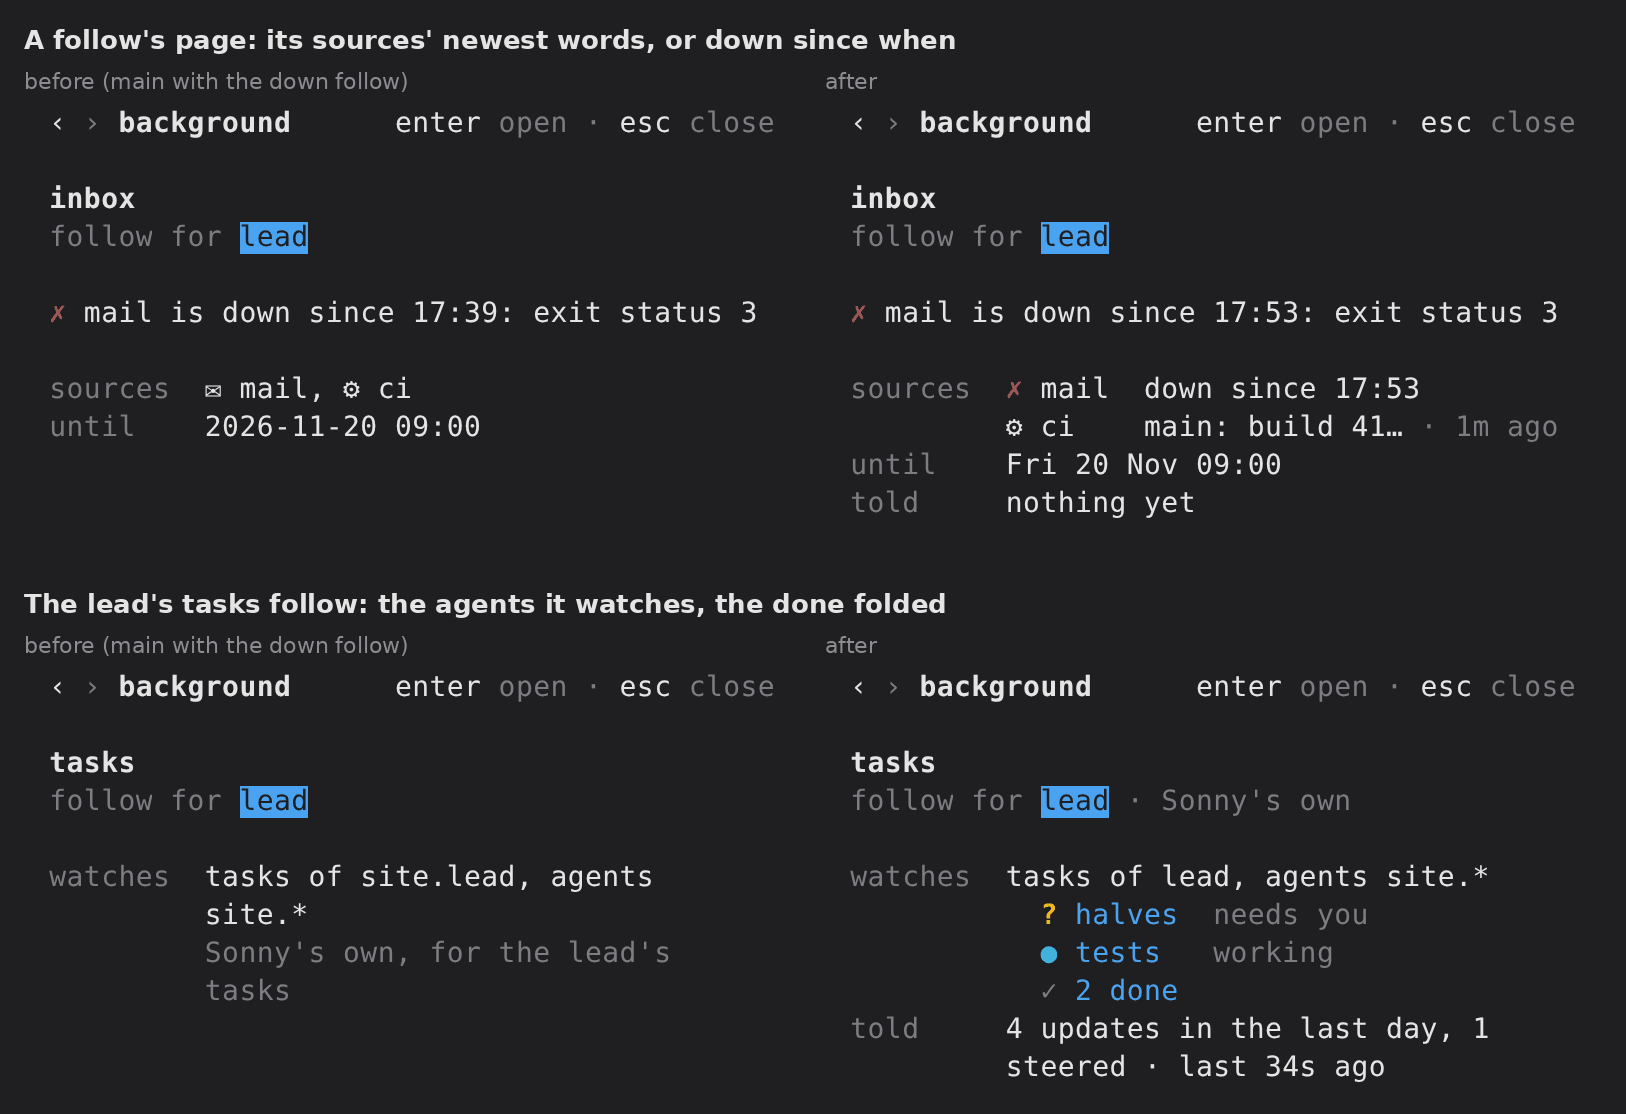 A follow's page: its sources' newest words, or down since when
before (main with the down follow)
‹ › background enter open · esc close
inbox
follow for lead
✗ mail is down since 17:39: exit status 3
sources ✉ mail, ⚙ ci
until 2026-11-20 09:00
after
‹ › background enter open · esc close
inbox
follow for lead
✗ mail is down since 17:53: exit status 3
sources ✗ mail down since 17:53
⚙ ci main: build 41… · 1m ago
until Fri 20 Nov 09:00
told nothing yet
The lead's tasks follow: the agents it watches, the done folded
before (main with the down follow)
‹ › background enter open · esc close
tasks
follow for lead
watches tasks of site.lead, agents
site.*
Sonny's own, for the lead's
tasks
after
‹ › background enter open · esc close
tasks
follow for lead · Sonny's own
watches tasks of lead, agents site.*
? halves needs you
● tests working
✓ 2 done
told 4 updates in the last day, 1
steered · last 34s ago